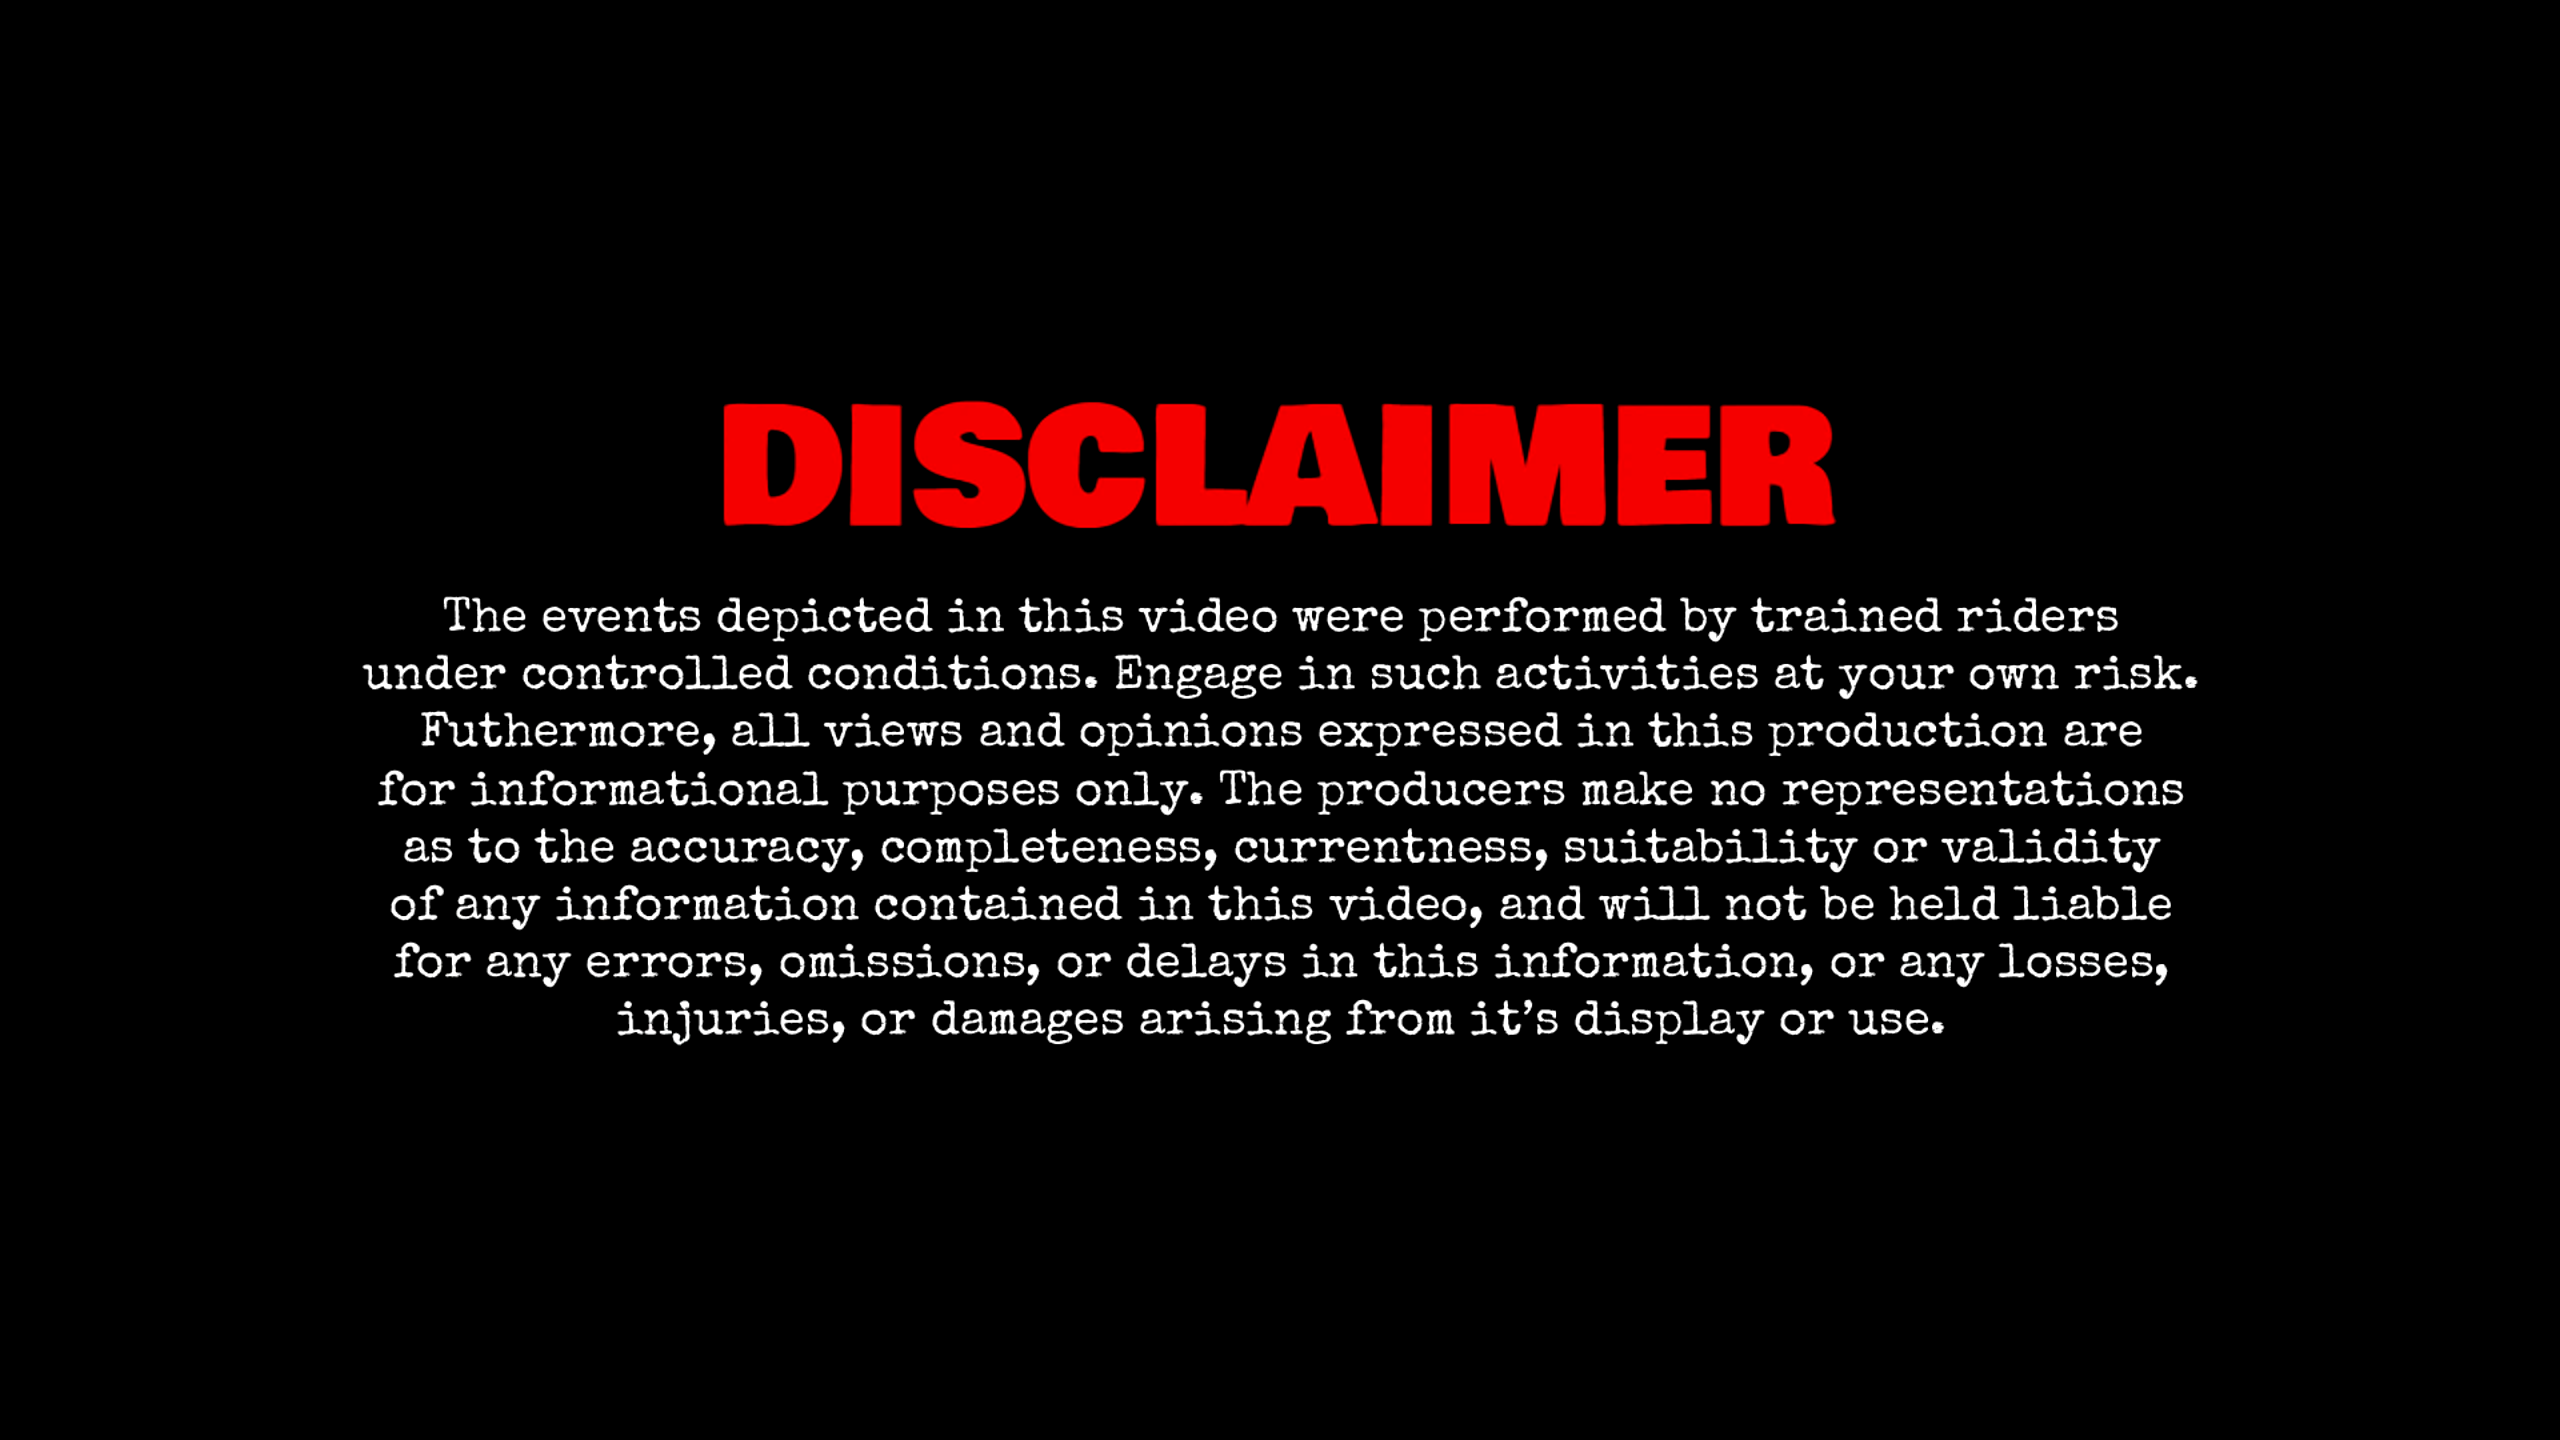 DISCLAIMER
The events depicted in this video were performed by trained riders
under controlled conditions. Engage in such activities at your own risk.
Futhermore, all views and opinions expressed in this production are
for informational purposes only. The producers make no representations
as to the accuracy, completeness, currentness, suitability or validity
of any information contained in this video, and will not be held liable
for any errors, omissions, or delays in this information, or any losses,
injuries, or damages arising from it’s display or use.